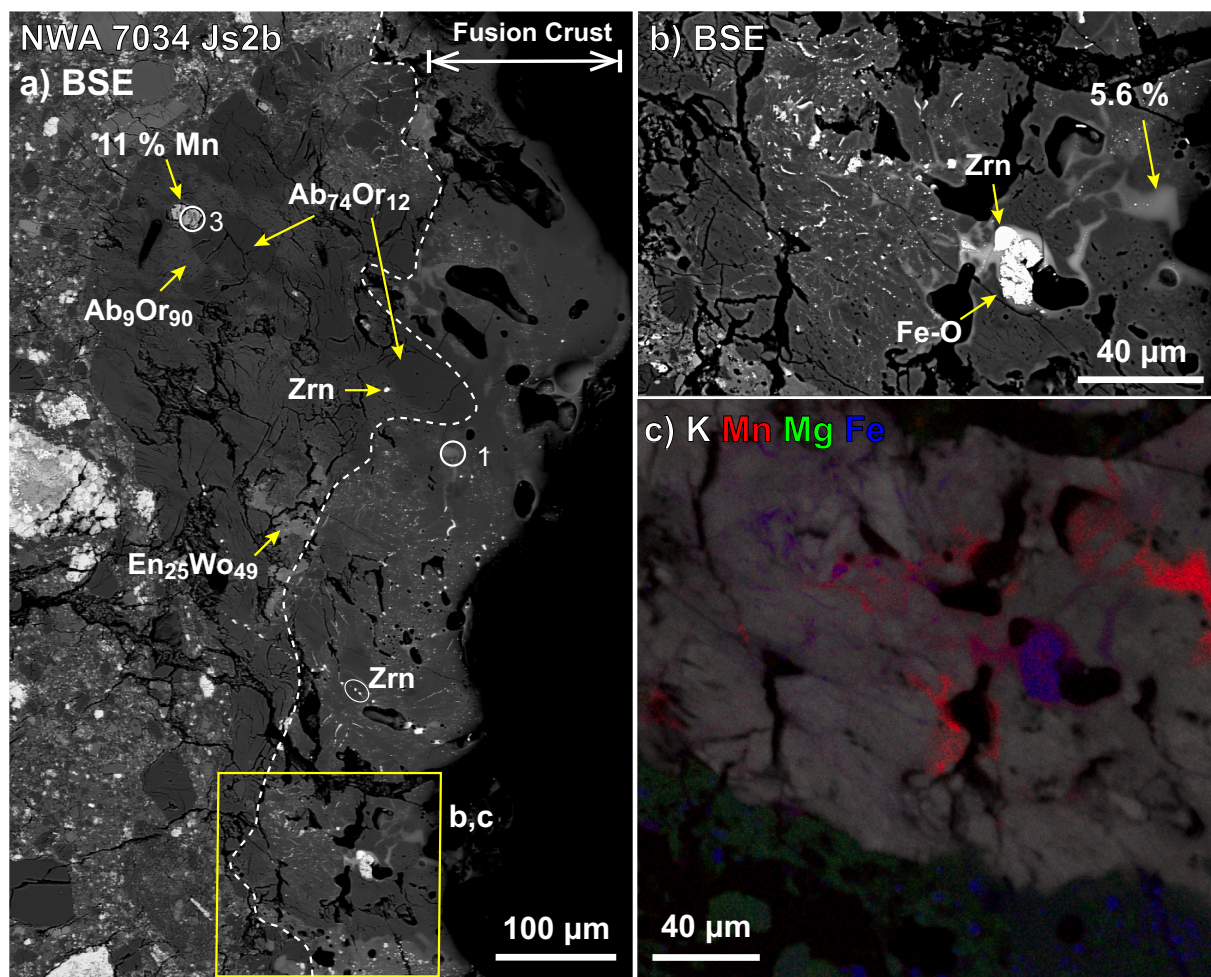 NWA 7034 Js2b
a) BSE
Fusion Crust
11 % Mn
3
Ab74Or12
Ab9Or90
Zrn
1
En25Wo49
Zrn
b,c
100 µm
b) BSE
5.6 %
Zrn
Fe-O
40 µm
c) K Mn Mg Fe
40 µm